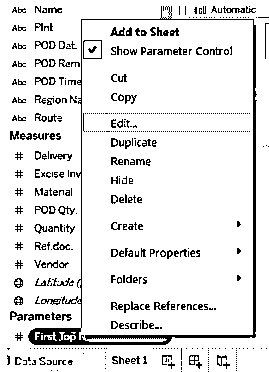 Abc Name
Automatic
Abc Plnt
Abc POD Dat.
Abc POD Rem
Abc POD Time
Abc Region Na
Abc Route
Measures
# Delivery
# Excise Inv
# Material
# POD Qty.
# Quantity
# Ref.doc.
# Vendor
Latitude (
Longitude
Parameters
# First Top
Add to Sheet
Show Parameter Control
Cut
Copy
Edit...
Duplicate
Rename
Hide
Delete
Create
Default Properties
Folders
Replace References...
Describe...
Data Source
Sheet 1